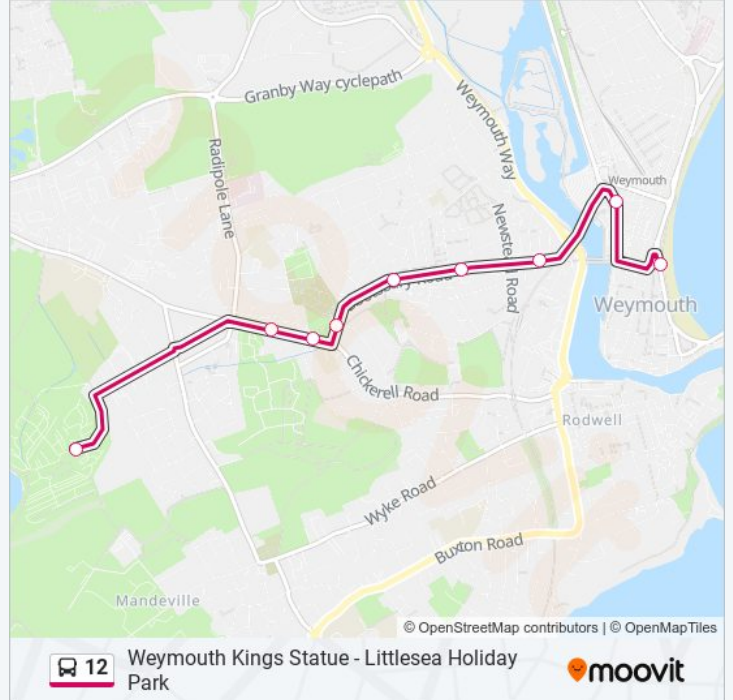 Granby Way cyclepath
Weymouth Way
Radipole Lane
Weymouth
Road
Weymouth
Chickerell Road
Rodwell
Wyke Road
Buxton Road
Mandeville
© OpenStreetMap contributors | © OpenMapTiles
12
Weymouth Kings Statue - Littlesea Holiday
Park
moovit